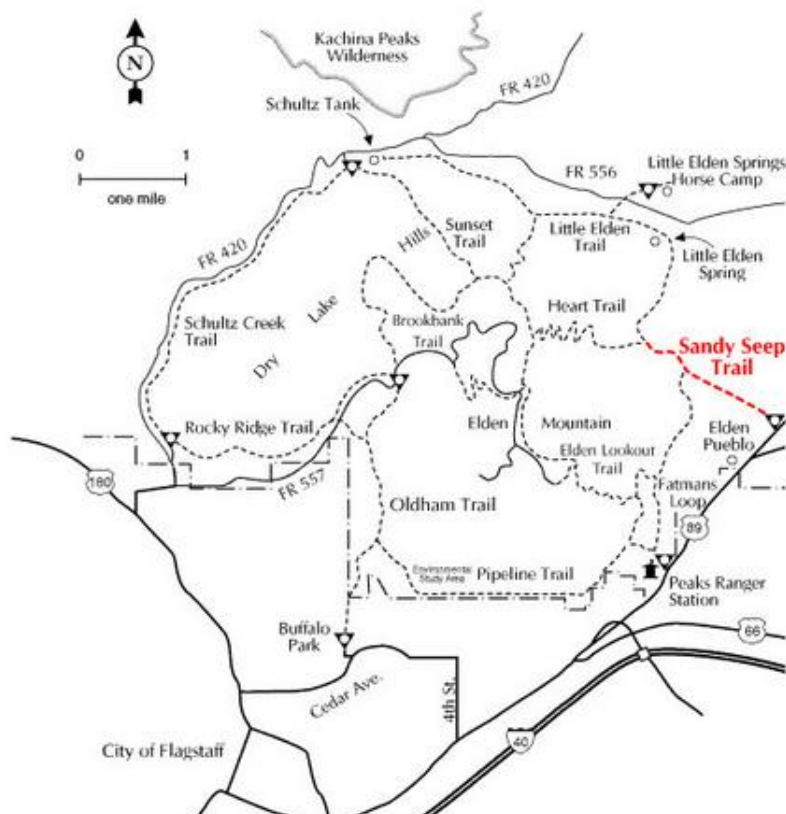 Kachina Peaks
Wilderness
FR 420
Schultz Tank
N
0
1
one mile
FR 556
Little Elden Springs
Horse Camp
Sunset
Trail
Hills
Little Elden
Trail
Little Elden
Spring
FR 420
Heart Trail
Schultz Creek
Trail
Lake
Dry
Brookbank
Trail
Sandy Seep
Trail
Rocky Ridge Trail
Elden
Mountain
Elden
Pueblo
Elden Lookout
Trail
180
FR 557
Fatmans
Loop
Oldham Trail
89
Environmental
Study Area
Pipeline Trail
Peaks Ranger
Station
Buffalo
Park
66
Cedar Ave.
4th St.
City of Flagstaff
40